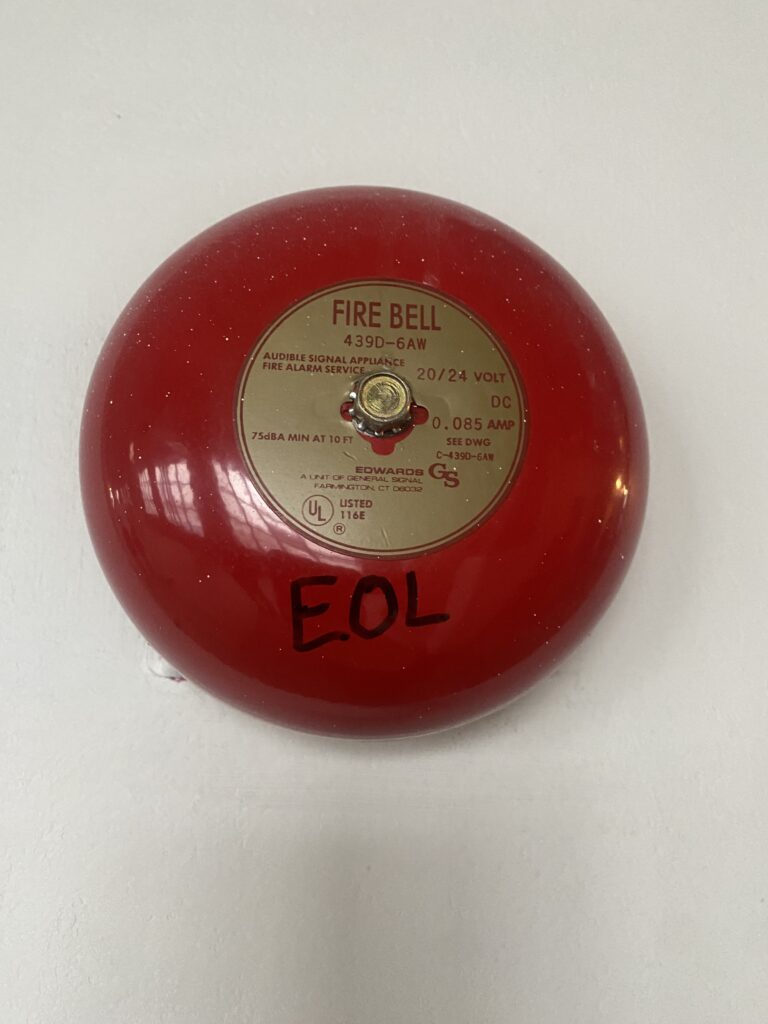 FIRE BELL
439D-6AW
AUDIBLE SIGNAL APPLIANCE
FIRE ALARM SERVICE
20/24 VOLT
DC
0.085 AMP
75dBA MIN AT 10 FT
SEE DWG
C-439D-6AW
EDWARDS GS
A UNIT OF GENERAL SIGNAL
FARMINGTON, CT 06032
UL LISTED
116E
®
EOL